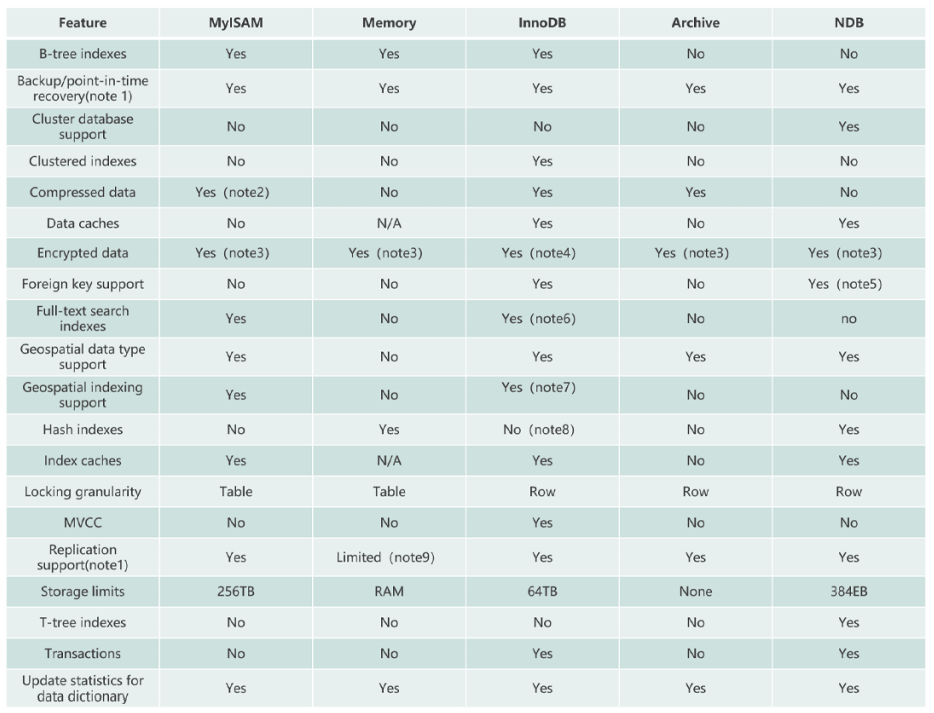 Feature MyISAM Memory InnoDB Archive NDB
B-tree indexes Yes Yes Yes No No
Backup/point-in-time
recovery(note 1) Yes Yes Yes Yes Yes
Cluster database
support No No No No Yes
Clustered indexes No No Yes No No
Compressed data Yes (note2) No Yes Yes No
Data caches No N/A Yes No Yes
Encrypted data Yes (note3) Yes (note3) Yes (note4) Yes (note3) Yes (note3)
Foreign key support No No Yes No Yes (note5)
Full-text search
indexes Yes No Yes (note6) No no
Geospatial data type
support Yes No Yes Yes Yes
Geospatial indexing
support Yes No Yes (note7) No No
Hash indexes No Yes No (note8) No Yes
Index caches Yes N/A Yes No Yes
Locking granularity Table Table Row Row Row
MVCC No No Yes No No
Replication
support(note1) Yes Limited (note9) Yes Yes Yes
Storage limits 256TB RAM 64TB None 384EB
T-tree indexes No No No No Yes
Transactions No No Yes No Yes
Update statistics for
data dictionary Yes Yes Yes Yes Yes